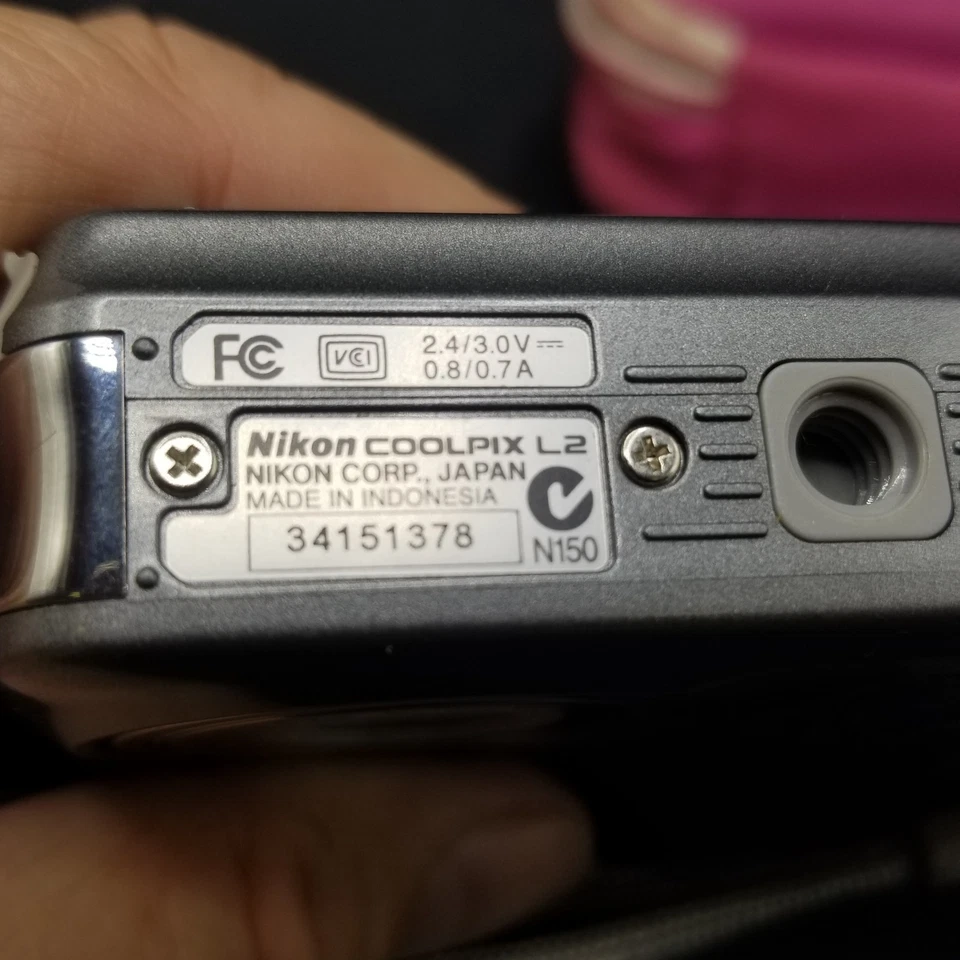 FC
VCCI
2.4/3.0V⎓
0.8/0.7A
Nikon COOLPIX L2
NIKON CORP., JAPAN
MADE IN INDONESIA
34151378
N150